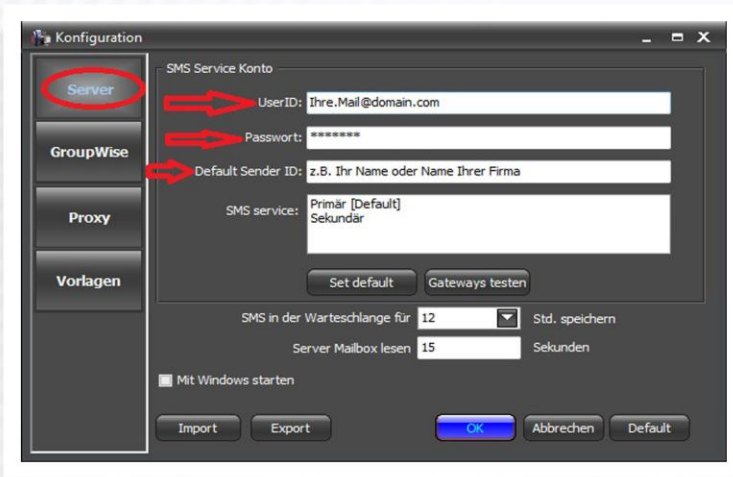 Konfiguration
Server
GroupWise
Proxy
Vorlagen
SMS Service Konto
UserID: Ihre.Mail@domain.com
Passwort: *******
Default Sender ID: z.B. Ihr Name oder Name Ihrer Firma
SMS service: Primär [Default]
Sekundär
Set default Gateways testen
SMS in der Warteschlange für 12 Std. speichern
Server Mailbox lesen 15 Sekunden
Mit Windows starten
Import Export OK Abbrechen Default